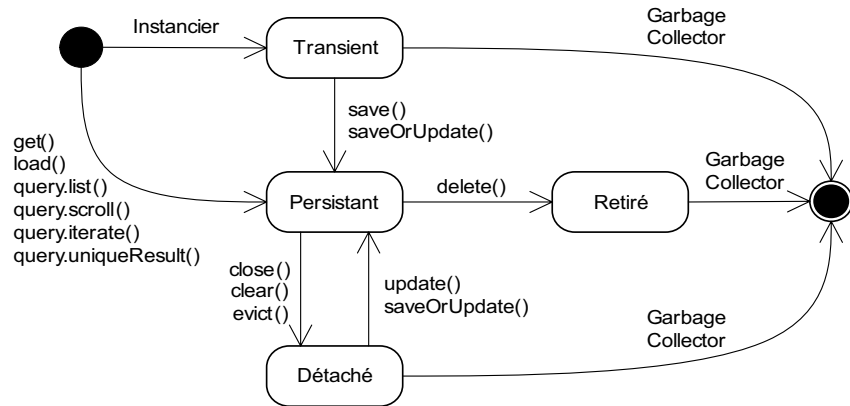 Instancier
Transient
Garbage
Collector
save()
saveOrUpdate()
get()
load()
query.list()
query.scroll()
query.iterate()
query.uniqueResult()
Persistant
delete()
Retiré
Garbage
Collector
close()
clear()
evict()
update()
saveOrUpdate()
Garbage
Collector
Détaché